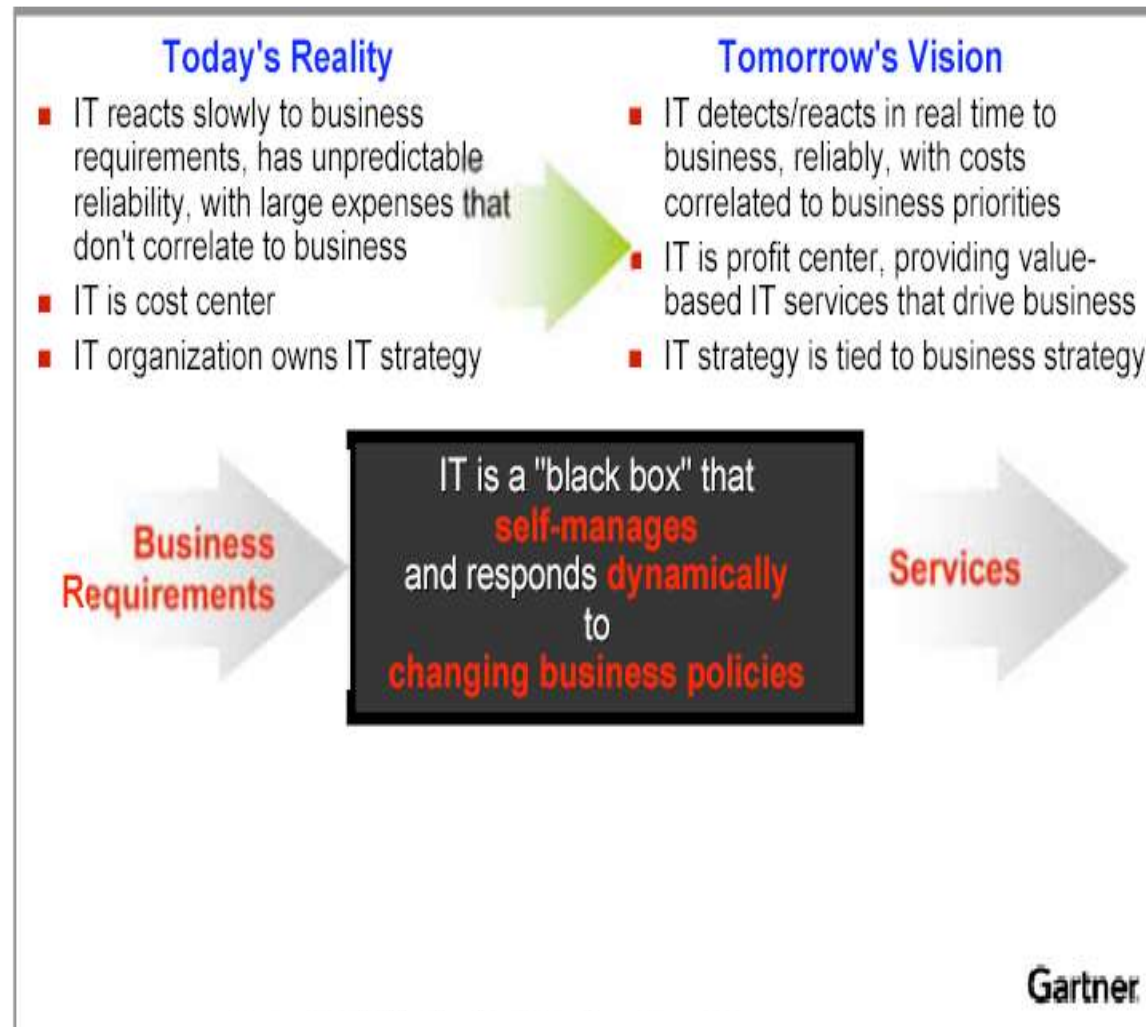 Today's Reality
IT reacts slowly to business
requirements, has unpredictable
reliability, with large expenses that
don't correlate to business
IT is cost center
IT organization owns IT strategy
Tomorrow's Vision
IT detects/reacts in real time to
business, reliably, with costs
correlated to business priorities
IT is profit center, providing value-
based IT services that drive business
IT strategy is tied to business strategy
Business
Requirements
IT is a "black box" that
self-manages
and responds dynamically
to
changing business policies
Services
Gartner